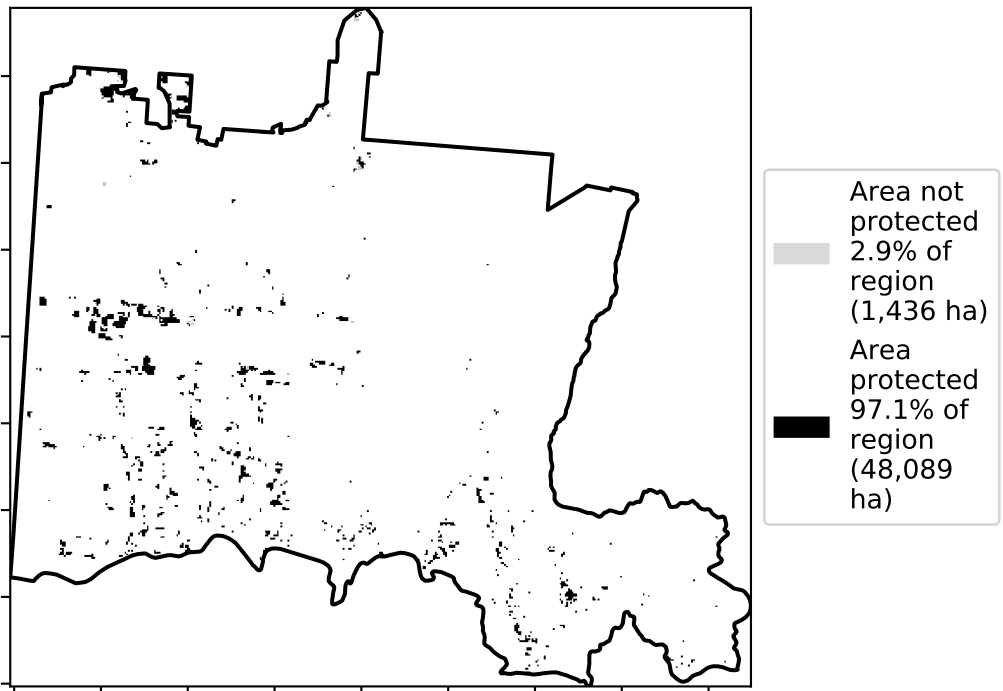 Area not
protected
2.9% of
region
(1,436 ha)
Area
protected
97.1% of
region
(48,089
ha)